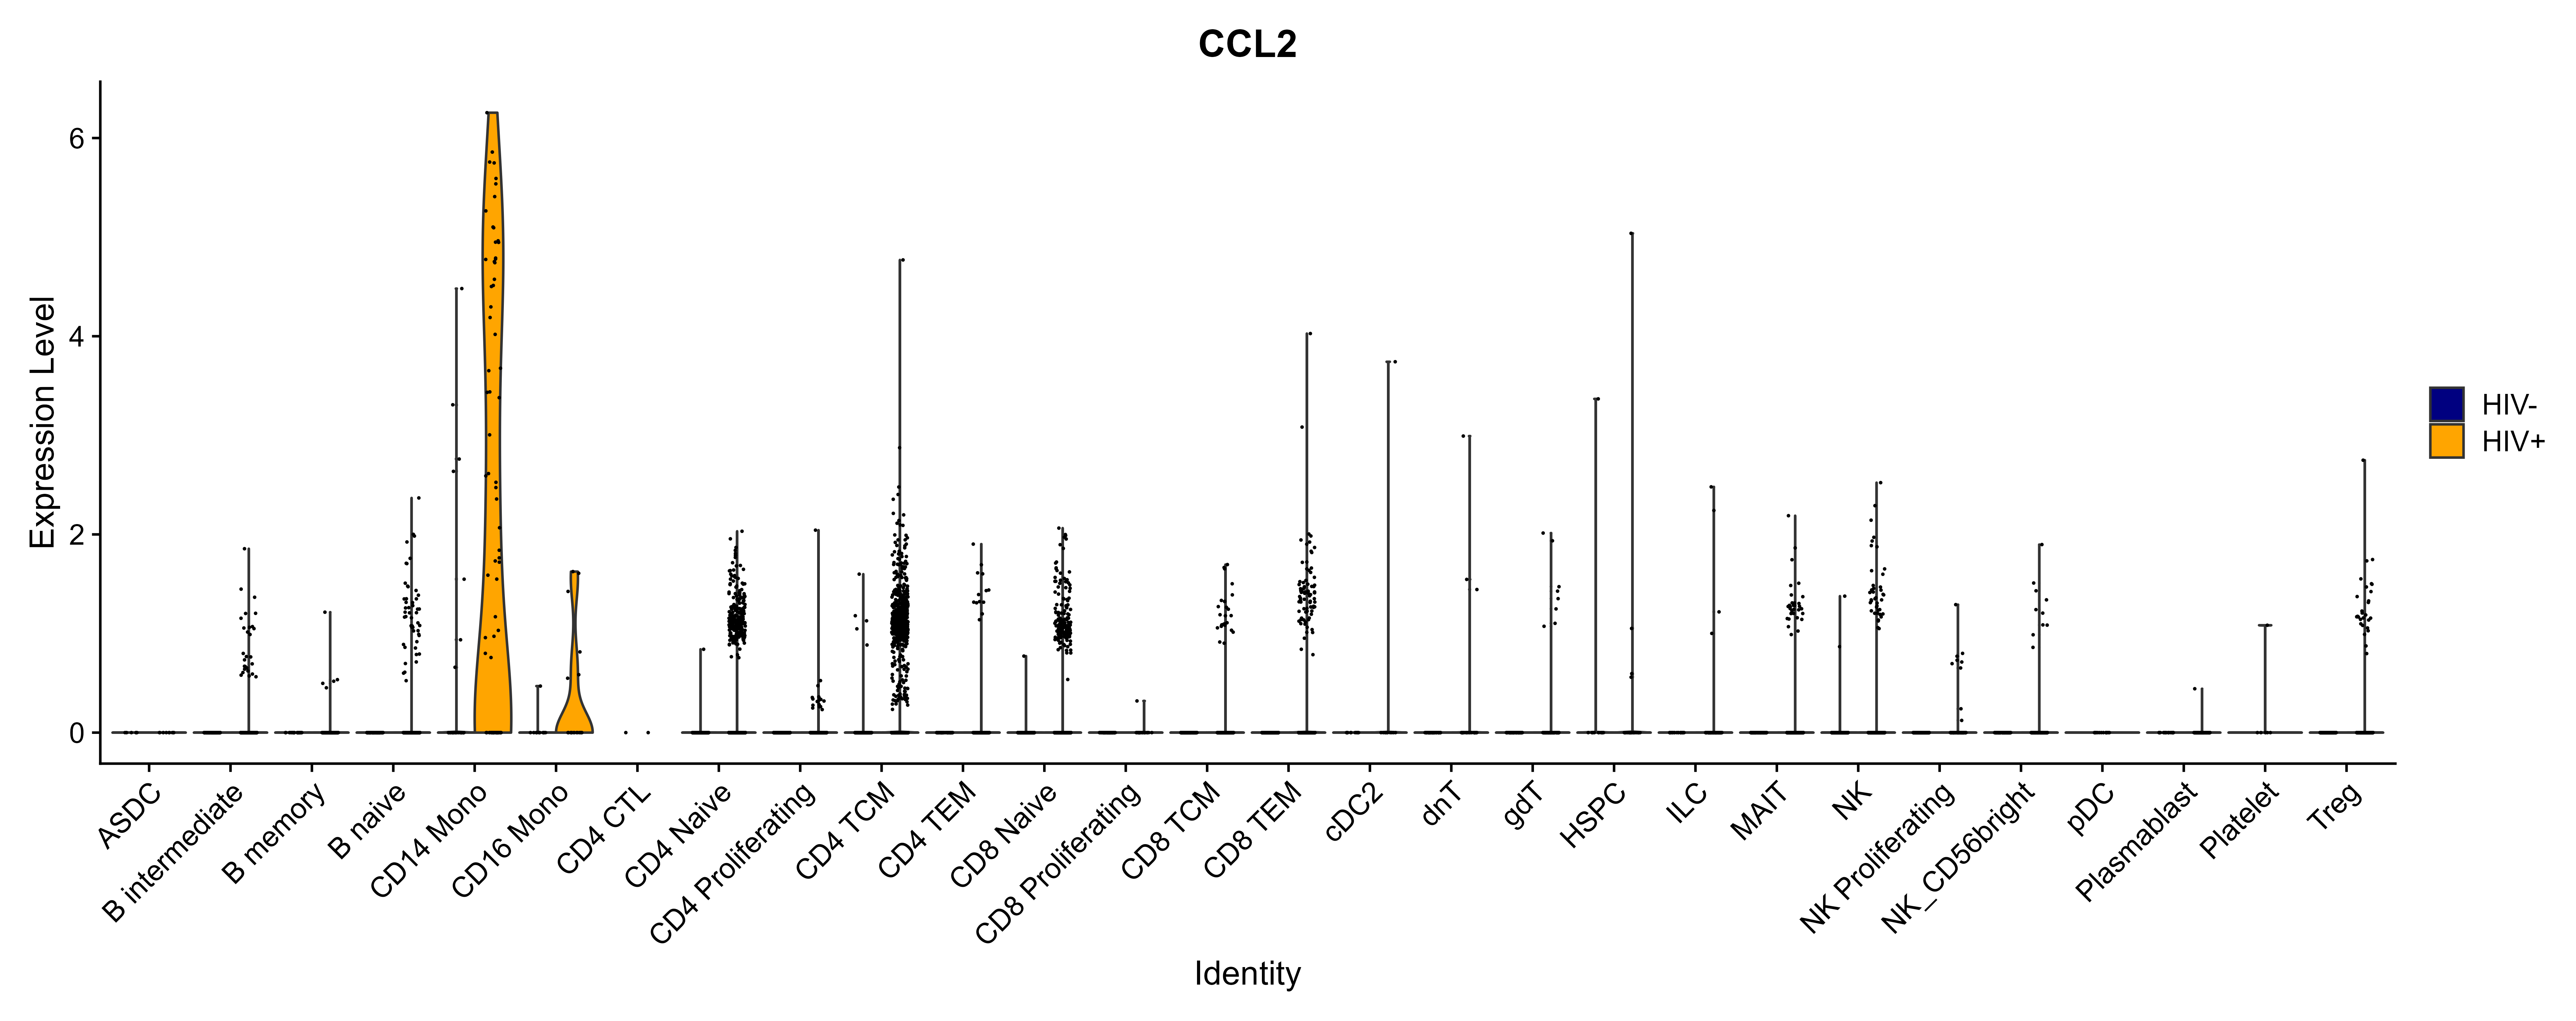 CCL2
Expression Level
6
4
2
0
HIV-
HIV+
ASDC
B intermediate
B memory
B naive
CD14 Mono
CD16 Mono
CD4 CTL
CD4 Naive
CD4 Proliferating
CD4 TCM
CD4 TEM
CD8 Naive
CD8 Proliferating
CD8 TCM
CD8 TEM
cDC2
dnT
gdT
HSPC
ILC
MAIT
NK
NK Proliferating
NK_CD56bright
pDC
Plasmablast
Platelet
Treg
Identity